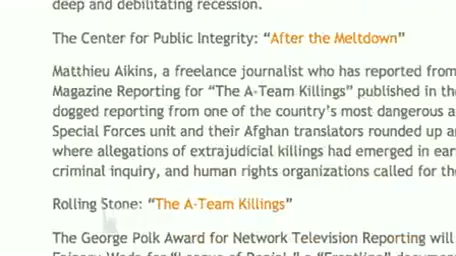 deep and debilitating recession.
The Center for Public Integrity: “After the Meltdown”
Matthieu Aikins, a freelance journalist who has reported from
Magazine Reporting for “The A-Team Killings” published in the
dogged reporting from one of the country’s most dangerous a
Special Forces unit and their Afghan translators rounded up a
where allegations of extrajudicial killings had emerged in ear
criminal inquiry, and human rights organizations called for th
Rolling Stone: “The A-Team Killings”
The George Polk Award for Network Television Reporting will